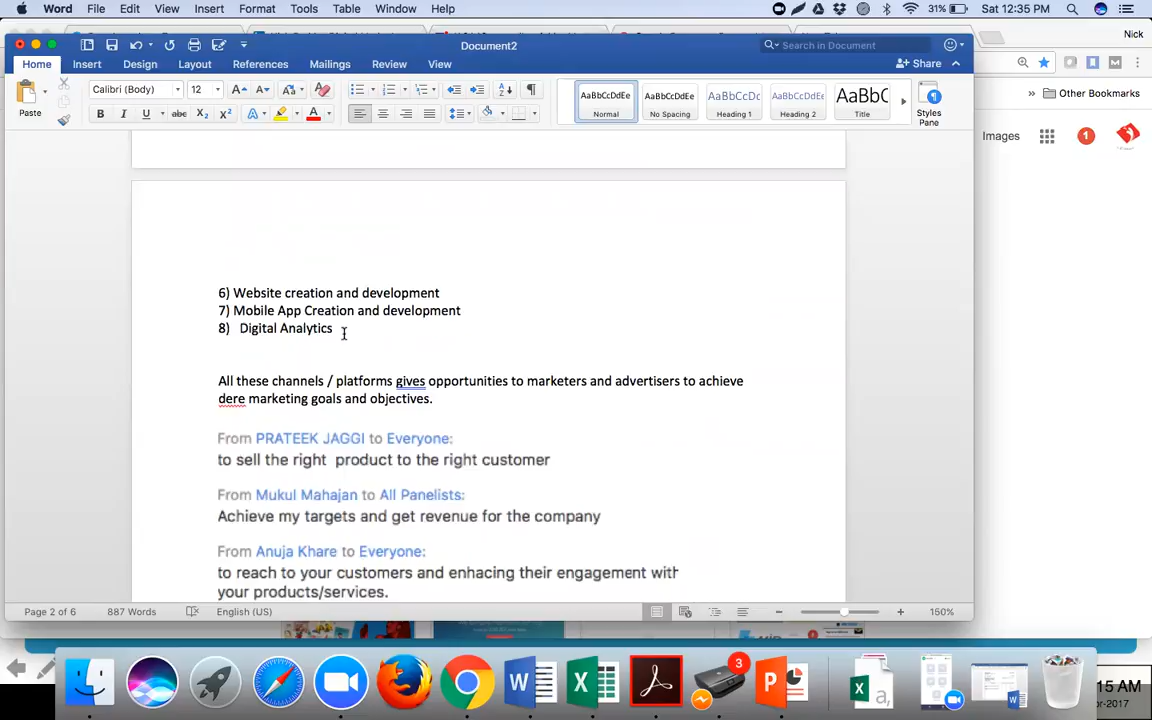 Word File Edit View Insert Format Tools Table Window Help 31% Sat 12:35 PM
Nick
Document2
Search in Document
Home Insert Design Layout References Mailings Review View Share
Paste
Calibri (Body) 12
B I U abc X₂ X² A
AaBbCcDdEe AaBbCcDdEe AaBbCcDc AaBbCcDdEe AaBbC
Normal No Spacing Heading 1 Heading 2 Title
Styles
Pane
» Other Bookmarks
Images 1
6) Website creation and development
7) Mobile App Creation and development
8) Digital Analytics
All these channels / platforms gives opportunities to marketers and advertisers to achieve
dere marketing goals and objectives.
From PRATEEK JAGGI to Everyone:
to sell the right product to the right customer
From Mukul Mahajan to All Panelists:
Achieve my targets and get revenue for the company
From Anuja Khare to Everyone:
to reach to your customers and enhacing their engagement with
your products/services.
Page 2 of 6 887 Words English (US) 150%
3
15 AM
or-2017